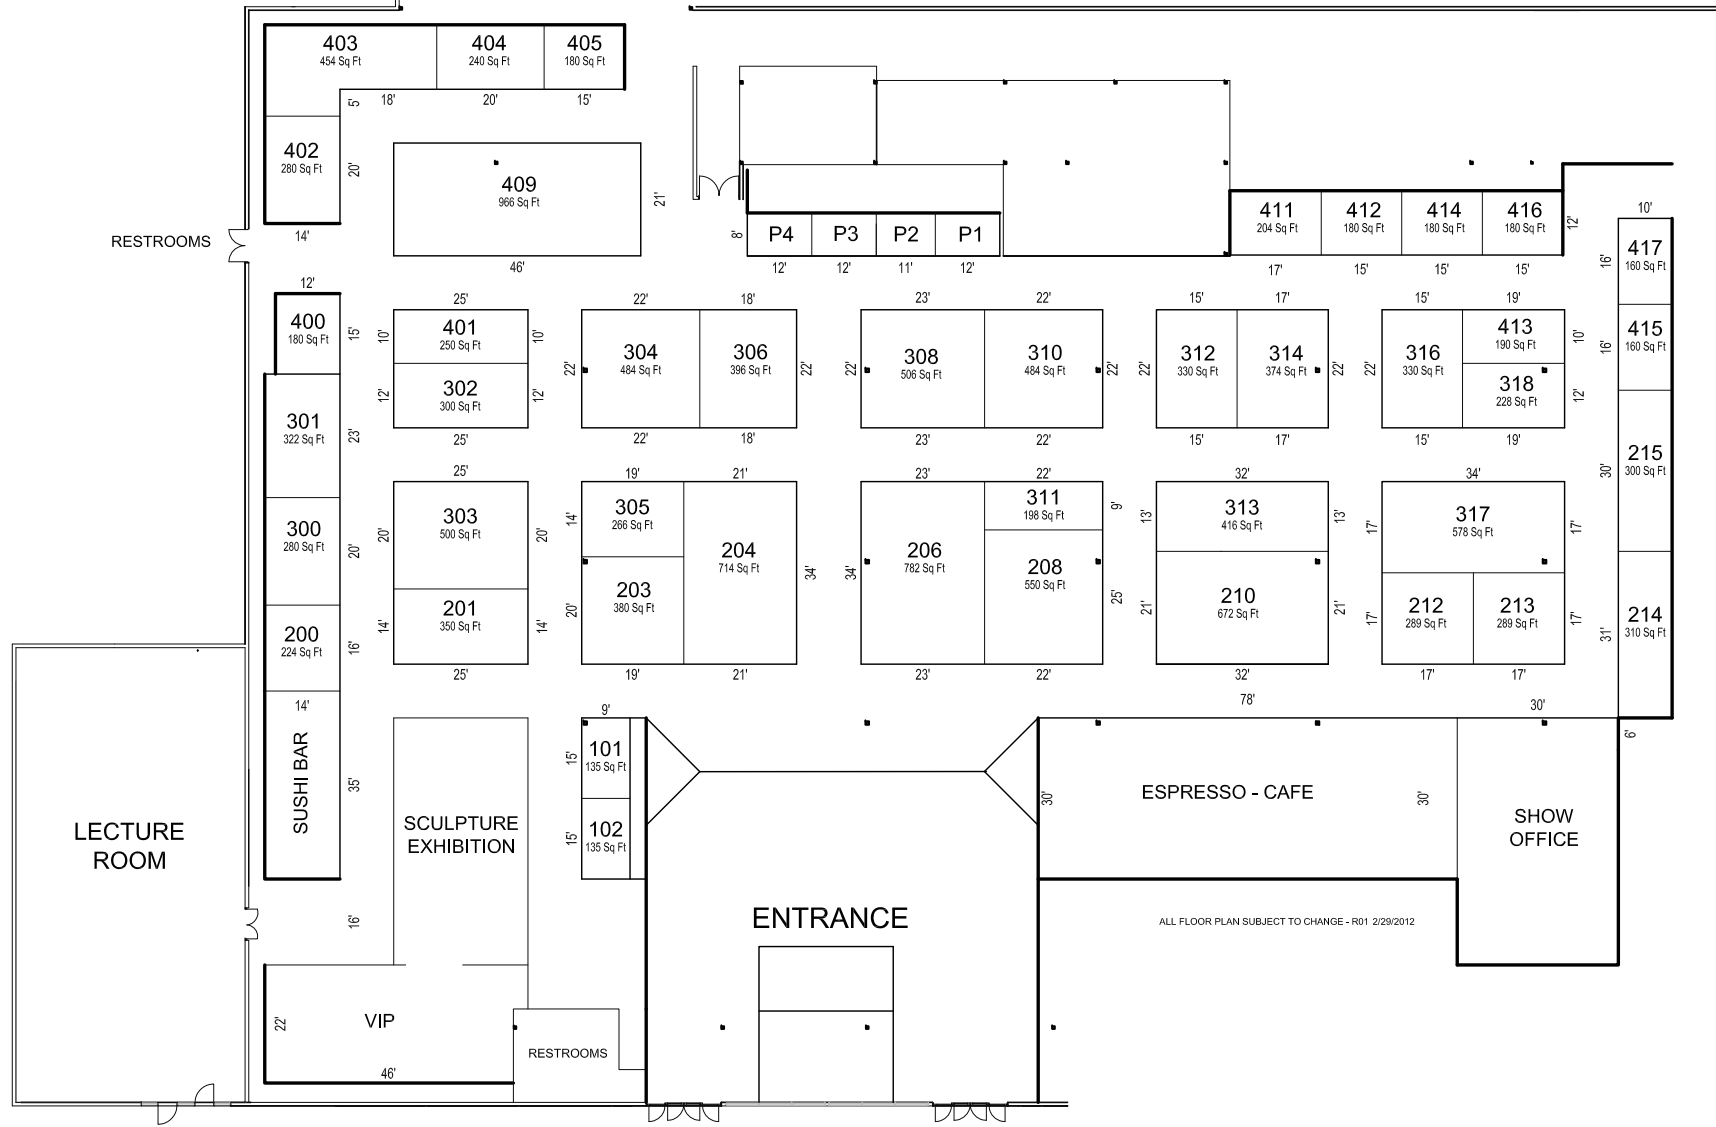 403
454 Sq Ft
404
240 Sq Ft
405
180 Sq Ft
5'
18'
20'
15'
402
280 Sq Ft
20'
14'
409
966 Sq Ft
21'
46'
RESTROOMS
8'
P4
P3
P2
P1
12'
12'
11'
12'
411
204 Sq Ft
412
180 Sq Ft
414
180 Sq Ft
416
180 Sq Ft
12'
17'
15'
15'
15'
10'
417
160 Sq Ft
16'
415
160 Sq Ft
16'
215
300 Sq Ft
30'
214
310 Sq Ft
31'
6'
12'
400
180 Sq Ft
15'
301
322 Sq Ft
23'
300
280 Sq Ft
20'
200
224 Sq Ft
16'
14'
SUSHI BAR
35'
16'
25'
10'
401
250 Sq Ft
10'
12'
302
300 Sq Ft
12'
25'
22'
18'
22'
304
484 Sq Ft
306
396 Sq Ft
22'
22'
18'
23'
22'
22'
308
506 Sq Ft
310
484 Sq Ft
22'
23'
22'
15'
17'
22'
312
330 Sq Ft
314
374 Sq Ft
22'
15'
17'
15'
19'
22'
316
330 Sq Ft
413
190 Sq Ft
10'
318
228 Sq Ft
12'
15'
19'
25'
20'
303
500 Sq Ft
20'
14'
201
350 Sq Ft
14'
25'
19'
21'
14'
305
266 Sq Ft
20'
203
380 Sq Ft
204
714 Sq Ft
34'
19'
21'
23'
22'
34'
206
782 Sq Ft
311
198 Sq Ft
9'
208
550 Sq Ft
25'
23'
22'
32'
13'
313
416 Sq Ft
13'
21'
210
672 Sq Ft
21'
32'
34'
17'
317
578 Sq Ft
17'
17'
212
289 Sq Ft
213
289 Sq Ft
17'
17'
17'
9'
15'
101
135 Sq Ft
15'
102
135 Sq Ft
78'
30'
30'
ESPRESSO - CAFE
30'
SHOW
OFFICE
LECTURE
ROOM
SCULPTURE
EXHIBITION
ENTRANCE
ALL FLOOR PLAN SUBJECT TO CHANGE - R01 2/29/2012
22'
VIP
46'
RESTROOMS